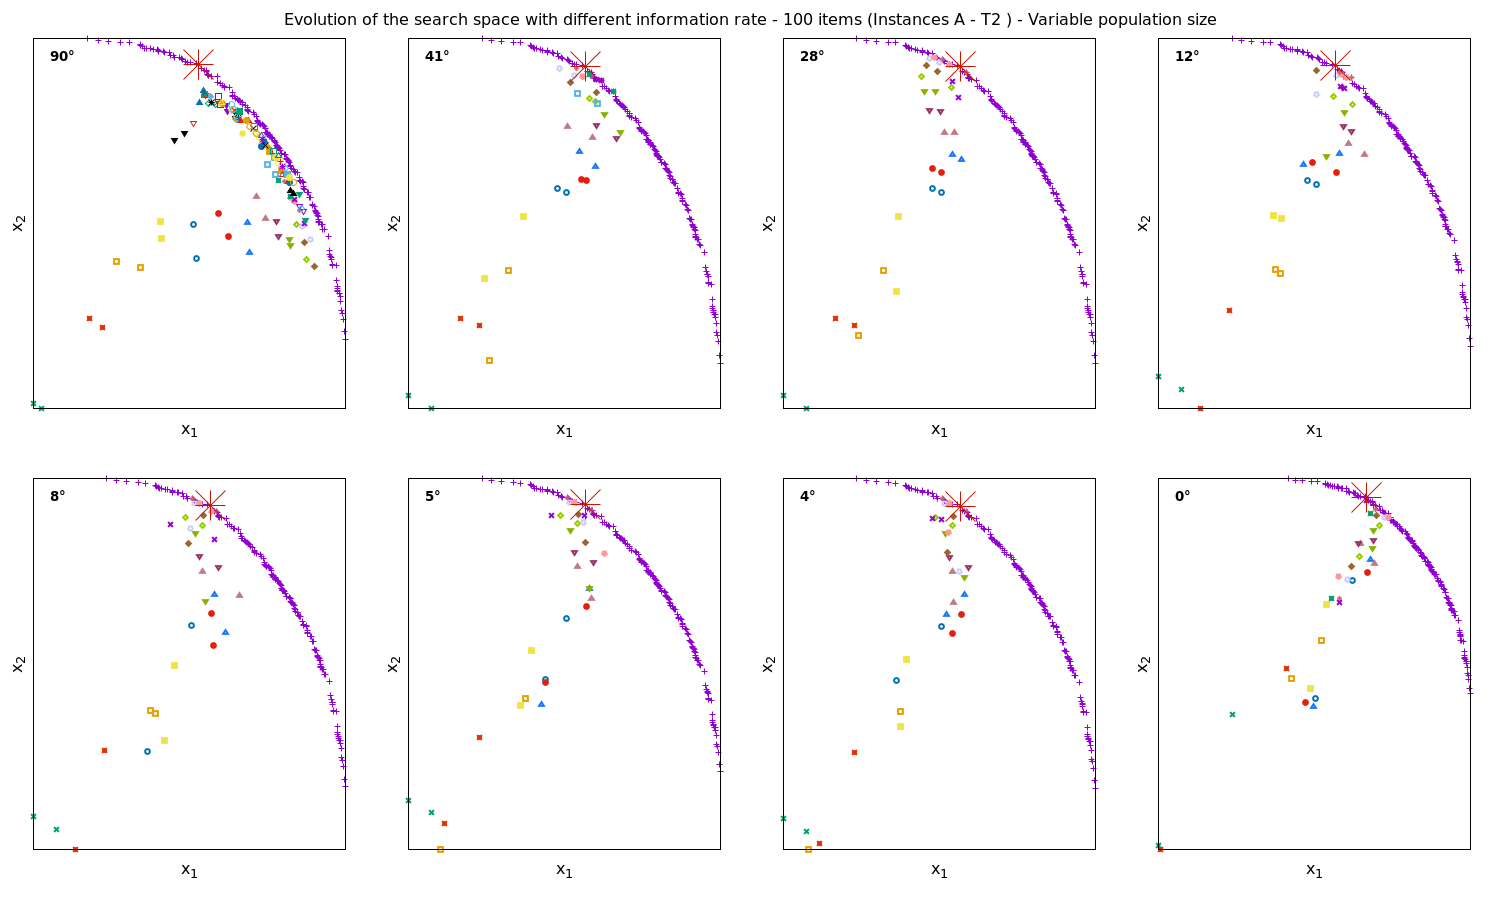 Evolution of the search space with different information rate - 100 items (Instances A - T2 ) - Variable population size
90° 41° 28° 12°
x2 x2 x2 x2
x1 x1 x1 x1
8° 5° 4° 0°
x2 x2 x2 x2
x1 x1 x1 x1